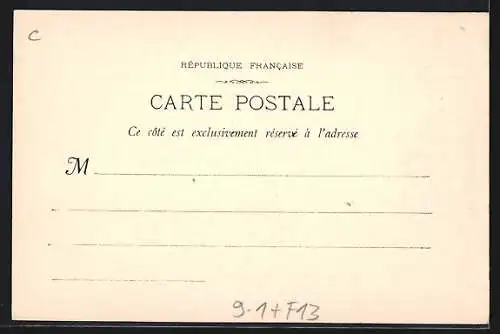 C
RÉPUBLIQUE FRANÇAISE
CARTE POSTALE
Ce côté est exclusivement réservé à l'adresse
M
9-1+F13